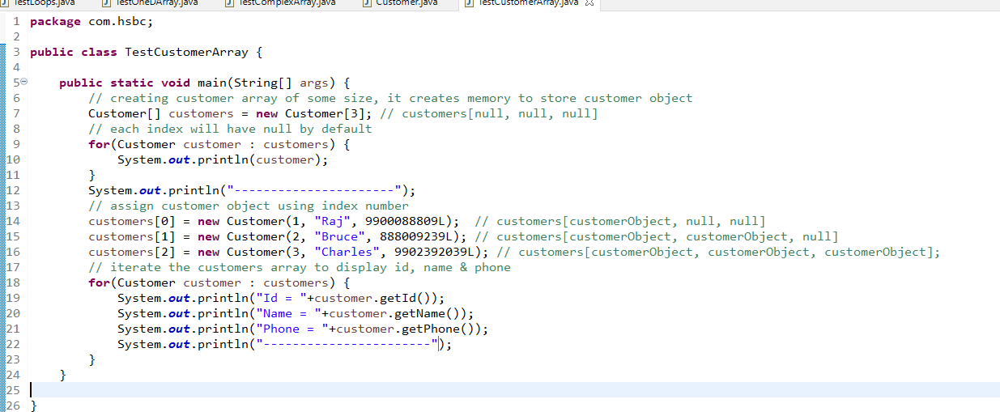 TestLoops.java TestOneDArray.java TestComplexArray.java Customer.java TestCustomerArray.java
1 package com.hsbc;
2
3 public class TestCustomerArray {
4
5 public static void main(String[] args) {
6 // creating customer array of some size, it creates memory to store customer object
7 Customer[] customers = new Customer[3]; // customers[null, null, null]
8 // each index will have null by default
9 for(Customer customer : customers) {
10 System.out.println(customer);
11 }
12 System.out.println("----------------------");
13 // assign customer object using index number
14 customers[0] = new Customer(1, "Raj", 9900088809L); // customers[customerObject, null, null]
15 customers[1] = new Customer(2, "Bruce", 888009239L); // customers[customerObject, customerObject, null]
16 customers[2] = new Customer(3, "Charles", 9902392039L); // customers[customerObject, customerObject, customerObject];
17 // iterate the customers array to display id, name & phone
18 for(Customer customer : customers) {
19 System.out.println("Id = "+customer.getId());
20 System.out.println("Name = "+customer.getName());
21 System.out.println("Phone = "+customer.getPhone());
22 System.out.println("-----------------------");
23 }
24 }
25
26 }